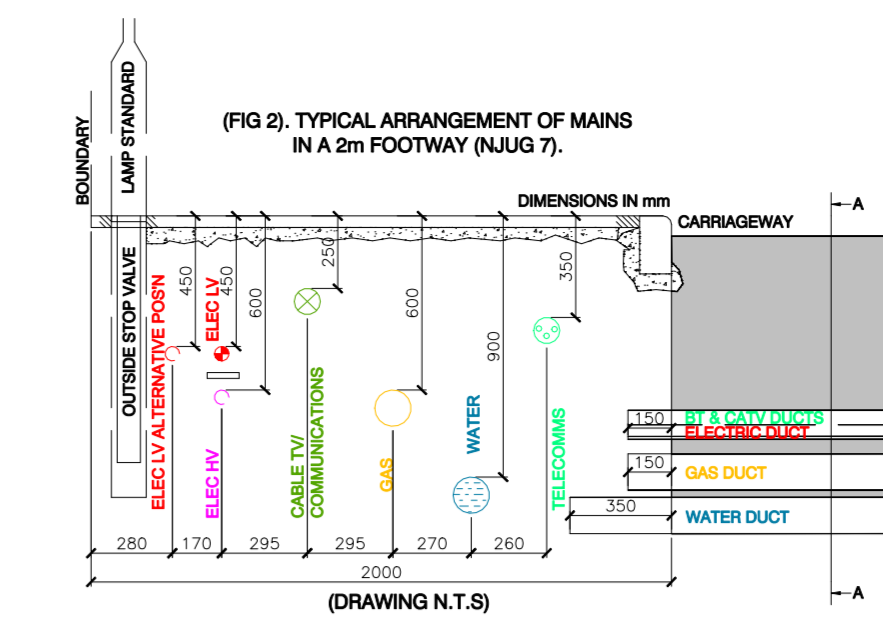 (FIG 2). TYPICAL ARRANGEMENT OF MAINS
IN A 2m FOOTWAY (NJUG 7).
BOUNDARY
LAMP STANDARD
DIMENSIONS IN mm
CARRIAGEWAY
A
OUTSIDE STOP VALVE
ELEC LV ALTERNATIVE POS'N
450
ELEC LV
450
600
250
600
900
350
ELEC HV
CABLE TV/
COMMUNICATIONS
GAS
WATER
TELECOMMS
150
BT & CATV DUCTS
ELECTRIC DUCT
150
GAS DUCT
350
WATER DUCT
280
170
295
295
270
260
2000
A
(DRAWING N.T.S)